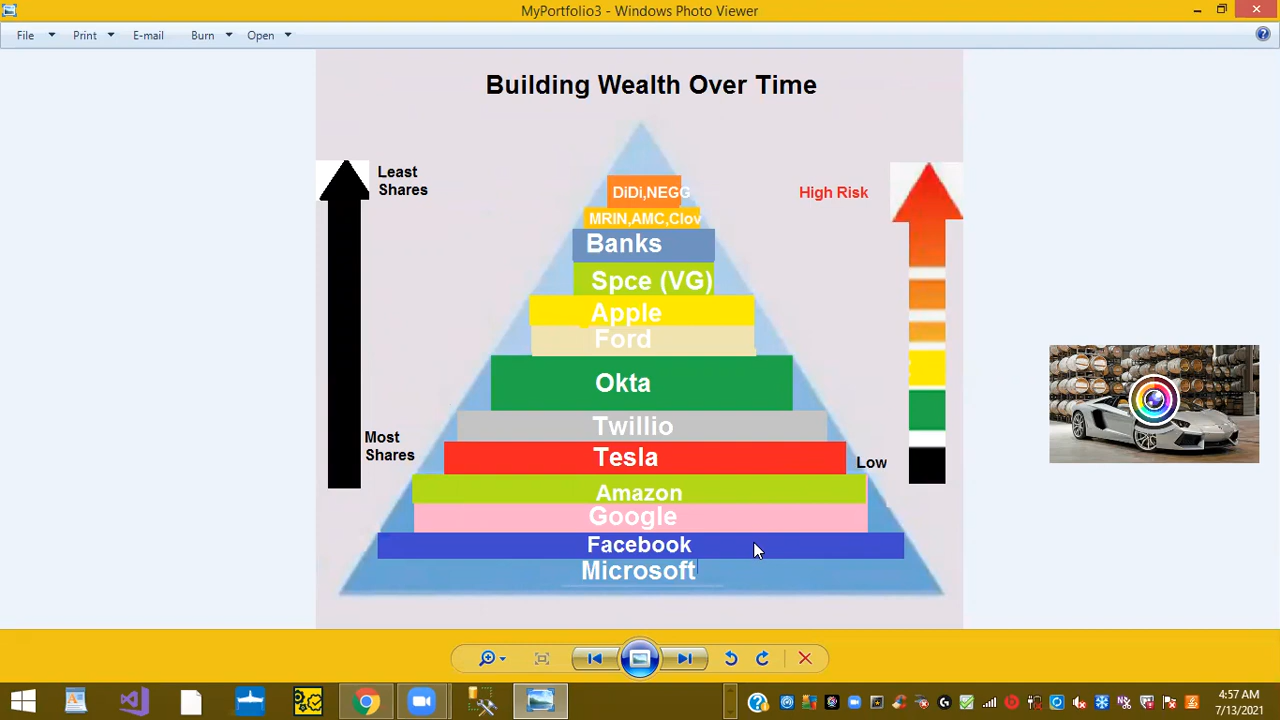 MyPortfolio3 - Windows Photo Viewer
File Print E-mail Burn Open
Building Wealth Over Time
Least
Shares
High Risk
DiDi,NEGG
MRIN,AMC,Clov
Banks
Spce (VG)
Apple
Ford
Okta
Twillio
Most
Shares
Tesla
Low
Amazon
Google
Facebook
Microsoft
4:57 AM
7/13/2021